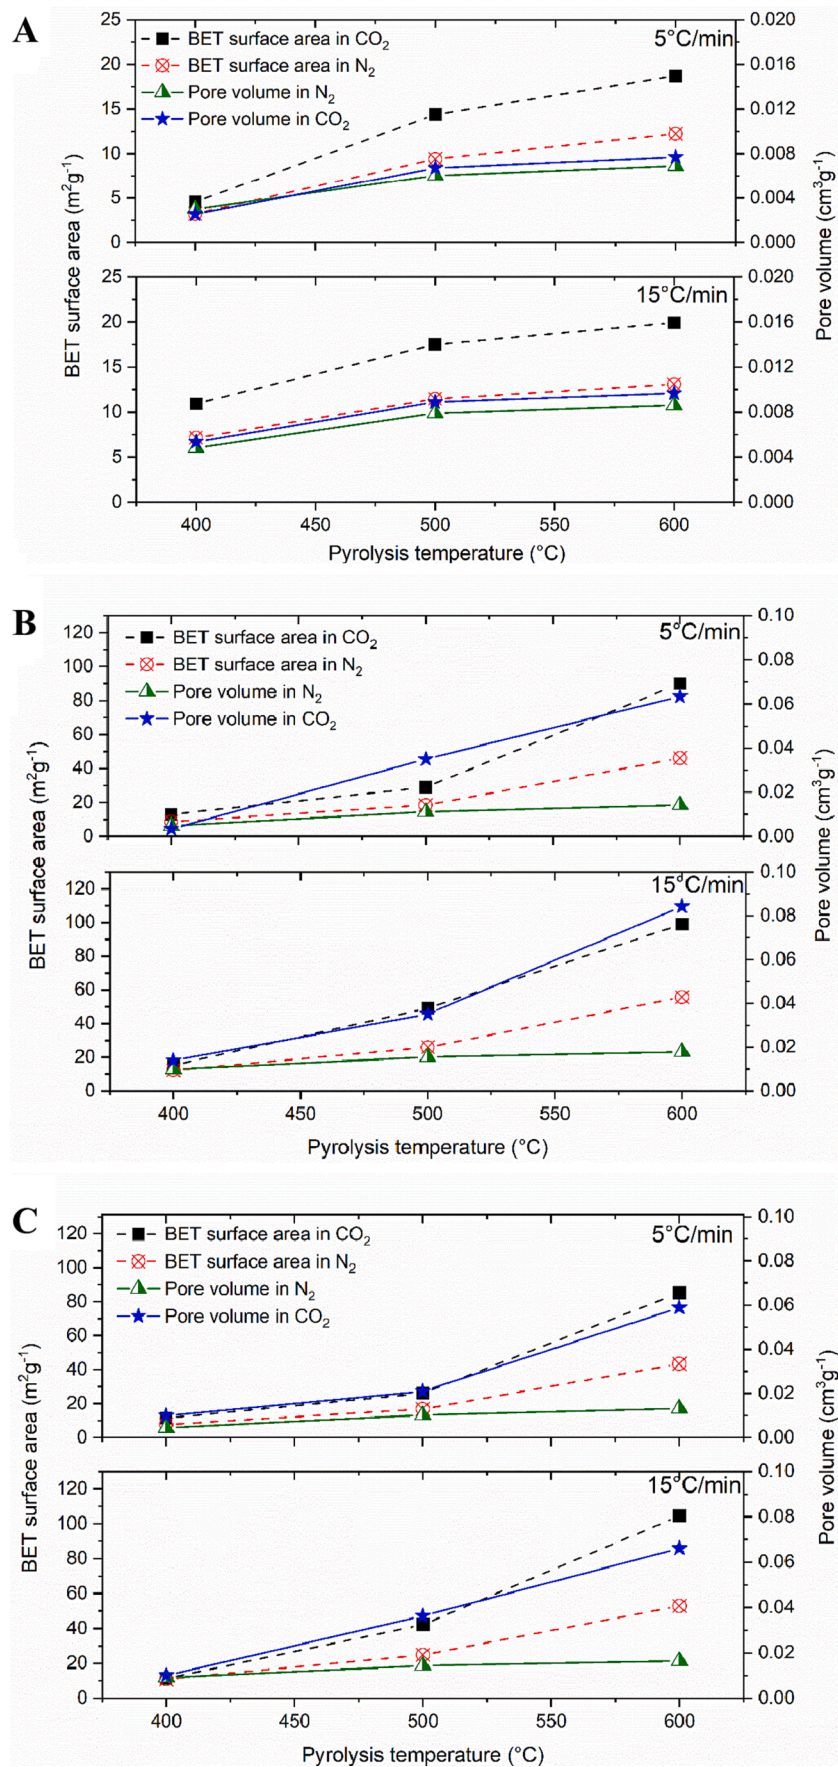 A
BET surface area in CO2
BET surface area in N2
Pore volume in N2
Pore volume in CO2
5°C/min
25
20
15
10
5
0
0.020
0.016
0.012
0.008
0.004
0.000
15°C/min
25
20
15
10
5
0
0.020
0.016
0.012
0.008
0.004
0.000
BET surface area (m2g-1)
Pore volume (cm3g-1)
400 450 500 550 600
Pyrolysis temperature (°C)
B
BET surface area in CO2
BET surface area in N2
Pore volume in N2
Pore volume in CO2
5°C/min
120
100
80
60
40
20
0
0.10
0.08
0.06
0.04
0.02
0.00
15°C/min
120
100
80
60
40
20
0
0.10
0.08
0.06
0.04
0.02
0.00
BET surface area (m2g-1)
Pore volume (cm3g-1)
400 450 500 550 600
Pyrolysis temperature (°C)
C
BET surface area in CO2
BET surface area in N2
Pore volume in N2
Pore volume in CO2
5°C/min
120
100
80
60
40
20
0
0.10
0.08
0.06
0.04
0.02
0.00
15°C/min
120
100
80
60
40
20
0
0.10
0.08
0.06
0.04
0.02
0.00
BET surface area (m2g-1)
Pore volume (cm3g-1)
400 450 500 550 600
Pyrolysis temperature (°C)